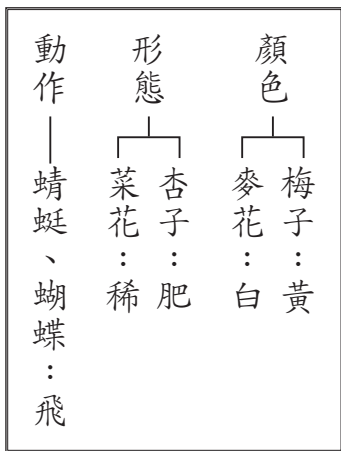 顏色
梅子：黃
麥花：白
形態
杏子：肥
菜花：稀
動作
蜻蜓、蝴蝶：飛